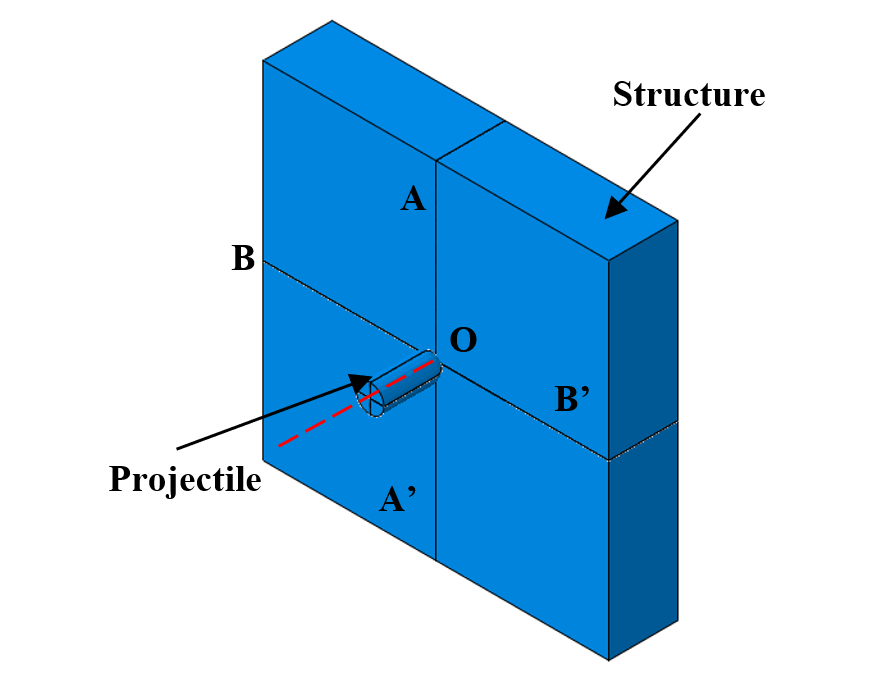 Structure
A
B
O
B’
Projectile
A’